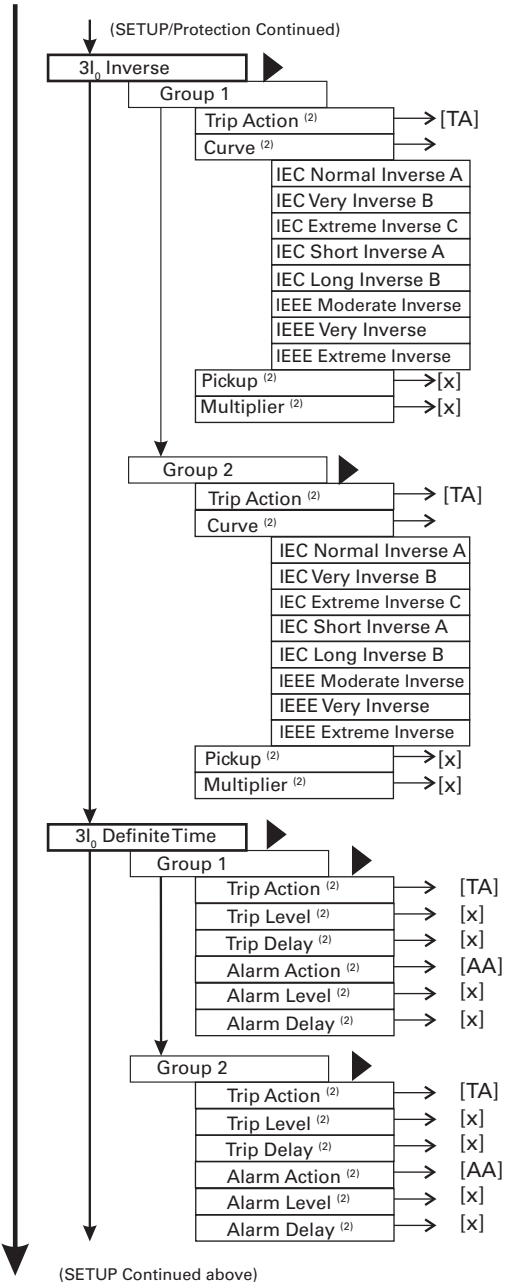 (SETUP/Protection Continued)
3I₀ Inverse
Group 1
Trip Action (2) [TA]
Curve (2)
IEC Normal Inverse A
IEC Very Inverse B
IEC Extreme Inverse C
IEC Short Inverse A
IEC Long Inverse B
IEEE Moderate Inverse
IEEE Very Inverse
IEEE Extreme Inverse
Pickup (2) [x]
Multiplier (2) [x]
Group 2
Trip Action (2) [TA]
Curve (2)
IEC Normal Inverse A
IEC Very Inverse B
IEC Extreme Inverse C
IEC Short Inverse A
IEC Long Inverse B
IEEE Moderate Inverse
IEEE Very Inverse
IEEE Extreme Inverse
Pickup (2) [x]
Multiplier (2) [x]
3I₀ Definite Time
Group 1
Trip Action (2) [TA]
Trip Level (2) [x]
Trip Delay (2) [x]
Alarm Action (2) [AA]
Alarm Level (2) [x]
Alarm Delay (2) [x]
Group 2
Trip Action (2) [TA]
Trip Level (2) [x]
Trip Delay (2) [x]
Alarm Action (2) [AA]
Alarm Level (2) [x]
Alarm Delay (2) [x]
(SETUP Continued above)